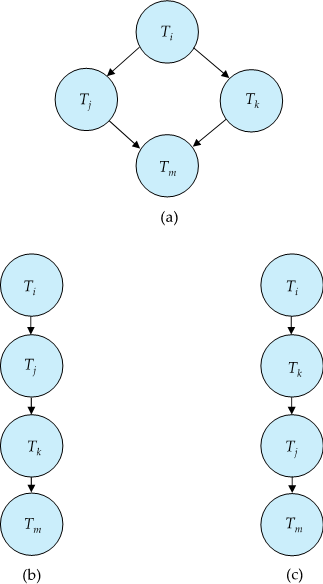 T_i
T_j T_k
T_m
(a)
T_i T_i
T_j T_k
T_k T_j
T_m T_m
(b) (c)